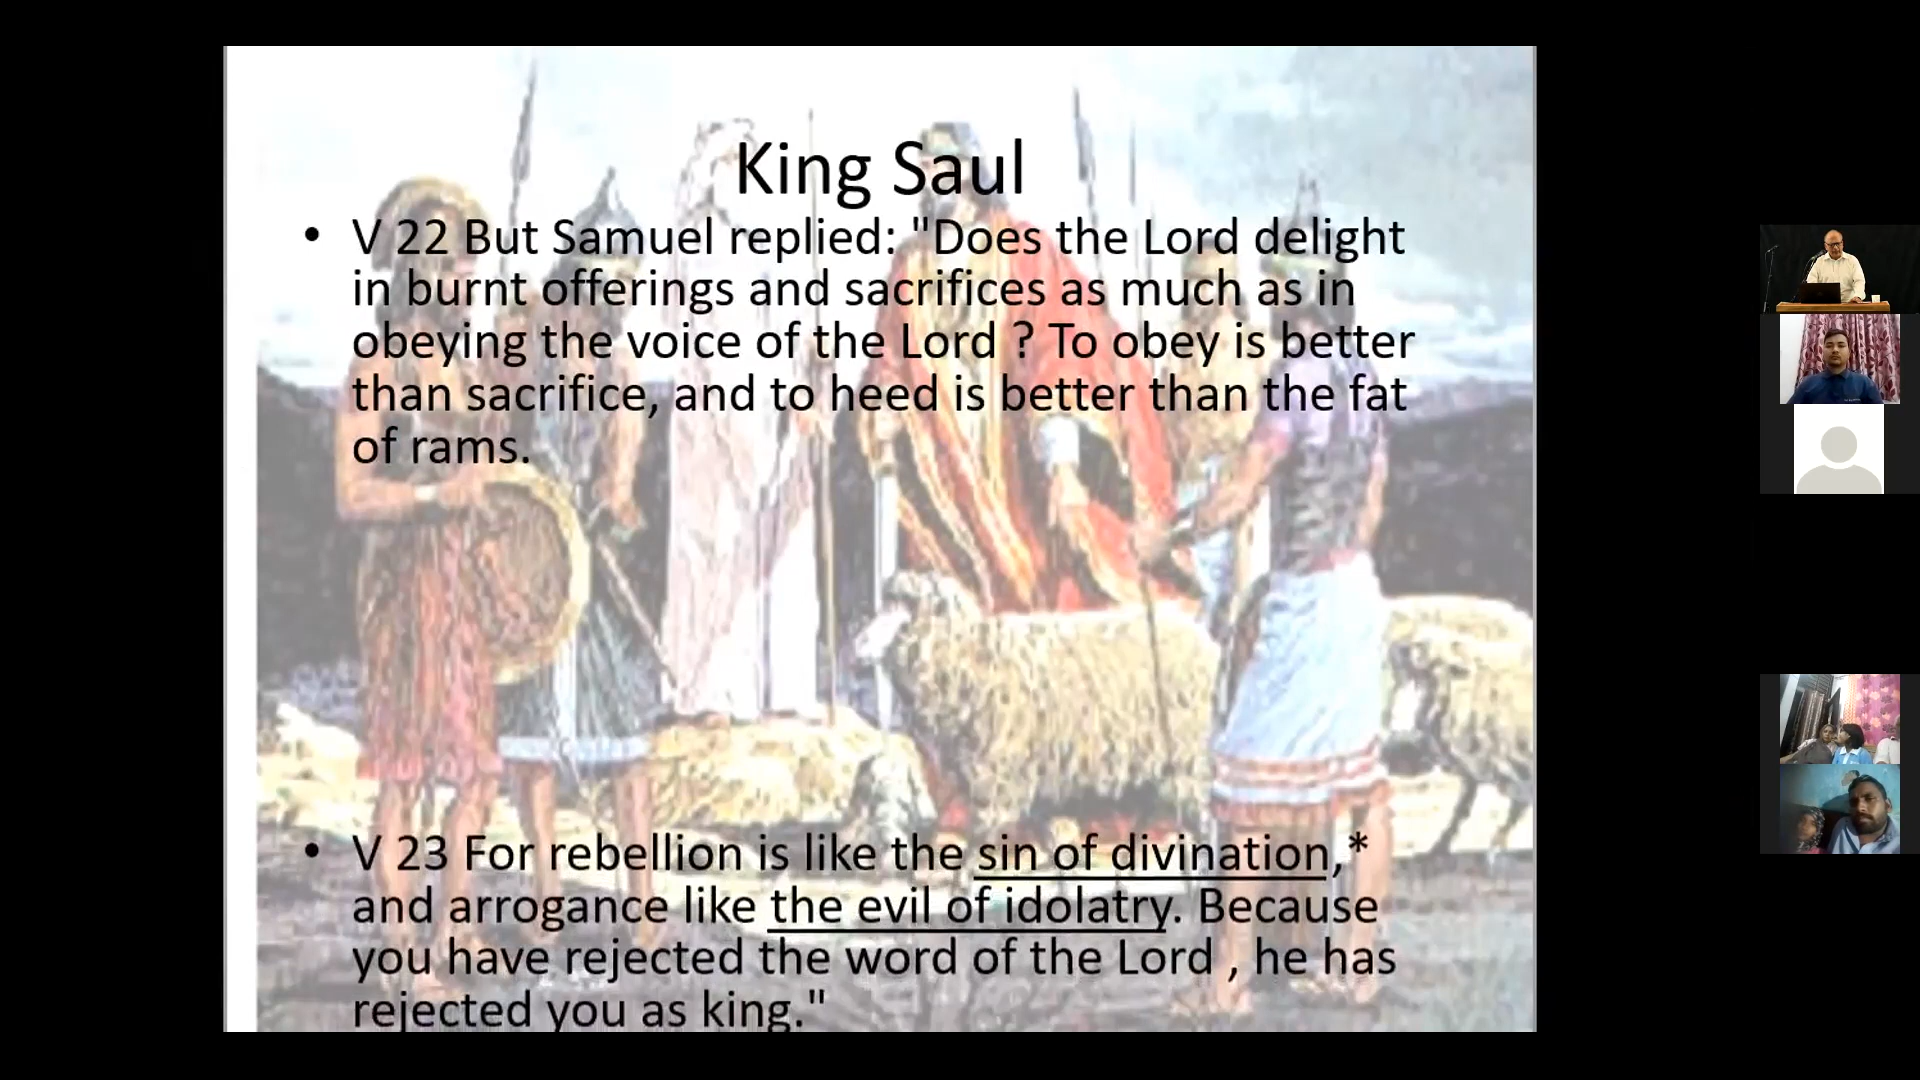 King Saul
• V 22 But Samuel replied: "Does the Lord delight
in burnt offerings and sacrifices as much as in
obeying the voice of the Lord ? To obey is better
than sacrifice, and to heed is better than the fat
of rams.
• V 23 For rebellion is like the sin of divination,*
and arrogance like the evil of idolatry. Because
you have rejected the word of the Lord , he has
rejected you as king."